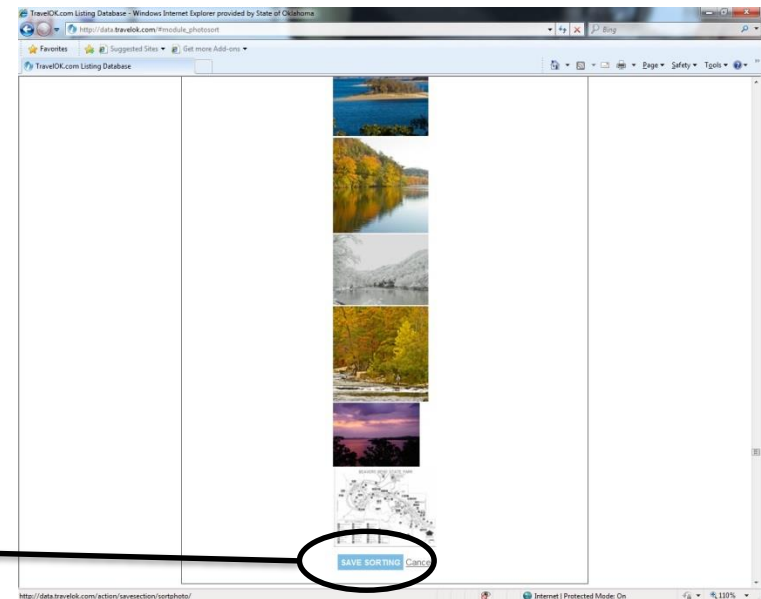 TravelOK.com Listing Database - Windows Internet Explorer provided by State of Oklahoma
http://data.travelok.com/#module_photosort
Bing
Favorites Suggested Sites Get more Add-ons
TravelOK.com Listing Database Page Safety Tools
SAVE SORTING Cancel
http://data.travelok.com/action/savesection/sortphoto/ Internet | Protected Mode: On 110%